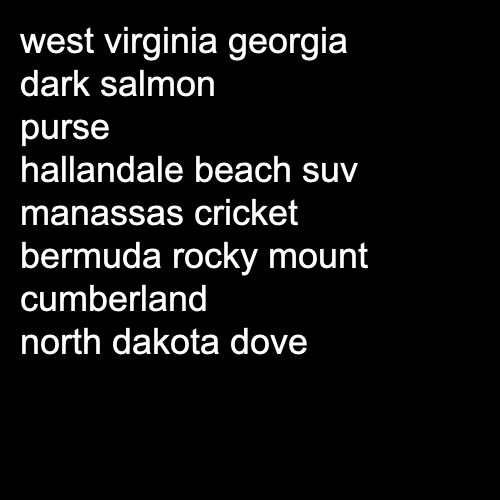 west virginia georgia
dark salmon
purse
hallandale beach suv
manassas cricket
bermuda rocky mount
cumberland
north dakota dove